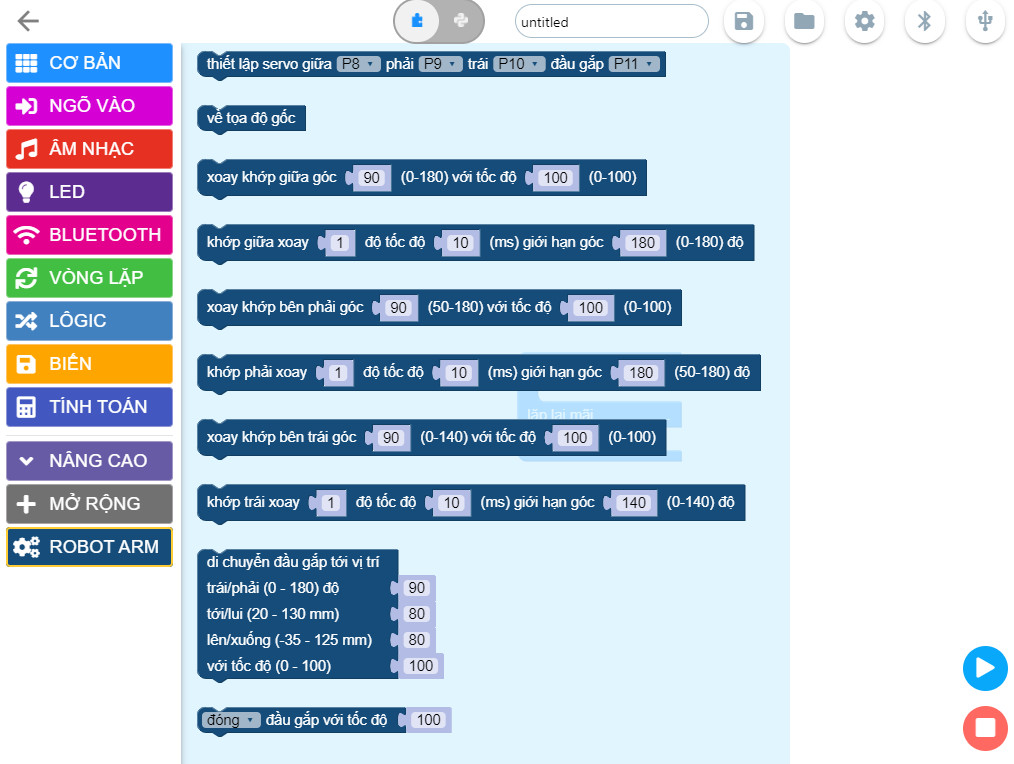 untitled
CƠ BẢN
NGÕ VÀO
ÂM NHẠC
LED
BLUETOOTH
VÒNG LẶP
LÔGIC
BIẾN
TÍNH TOÁN
NÂNG CAO
MỞ RỘNG
ROBOT ARM
thiết lập servo giữa P8 phải P9 trái P10 đầu gắp P11
về tọa độ gốc
xoay khớp giữa góc 90 (0-180) với tốc độ 100 (0-100)
khớp giữa xoay 1 độ tốc độ 10 (ms) giới hạn góc 180 (0-180) độ
xoay khớp bên phải góc 90 (50-180) với tốc độ 100 (0-100)
khớp phải xoay 1 độ tốc độ 10 (ms) giới hạn góc 180 (50-180) độ
lặp lại mãi
xoay khớp bên trái góc 90 (0-140) với tốc độ 100 (0-100)
khớp trái xoay 1 độ tốc độ 10 (ms) giới hạn góc 140 (0-140) độ
di chuyển đầu gắp tới vị trí
trái/phải (0 - 180) độ 90
tới/lui (20 - 130 mm) 80
lên/xuống (-35 - 125 mm) 80
với tốc độ (0 - 100) 100
đóng đầu gắp với tốc độ 100